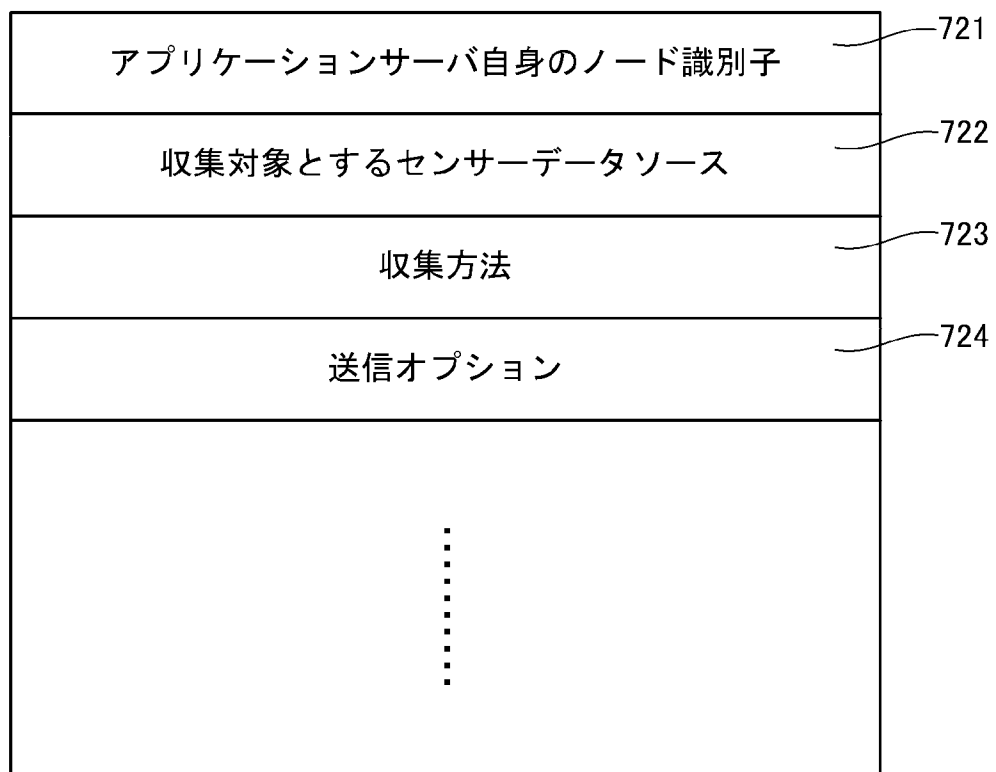 アプリケーションサーバ自身のノード識別子
721
収集対象とするセンサーデータソース
722
収集方法
723
送信オプション
724